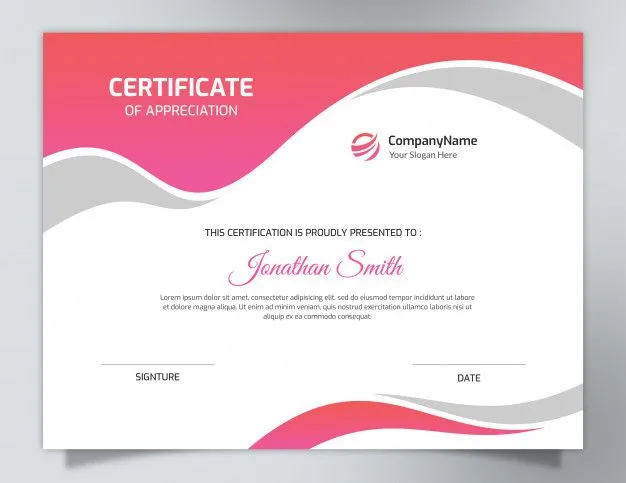 CERTIFICATE
OF APPRECIATION
CompanyName
Your Slogan Here
THIS CERTIFICATION IS PROUDLY PRESENTED TO :
Jonathan Smith
Lorem ipsum dolor sit amet, consectetur adipiscing elit, sed do eiusmod tempor incididunt ut labore et
dolore magna aliqua. Ut enim ad minim veniam, quis nostrud exercitation ullamco laboris nisi ut
aliquip ex ea commodo consequat.
SIGNTURE
DATE